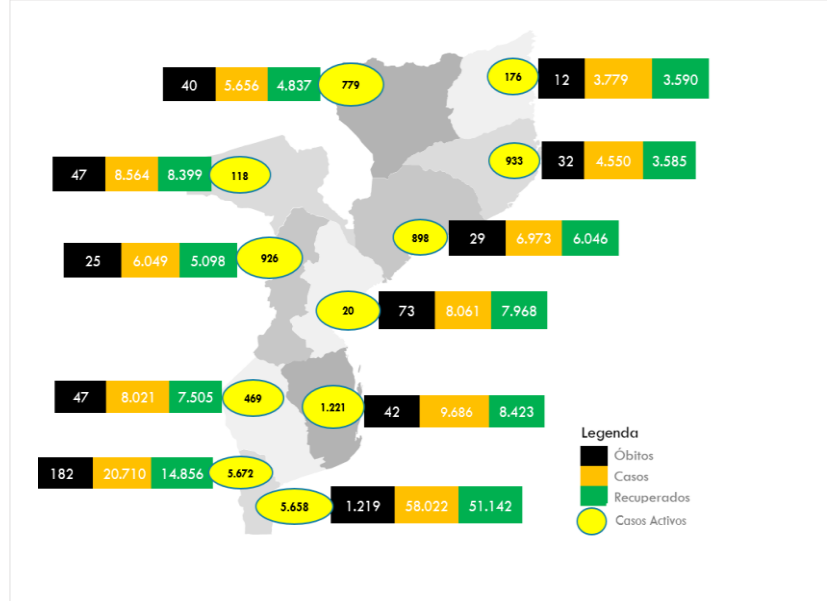 40 5.656 4.837 779
176 12 3.779 3.590
933 32 4.550 3.585
47 8.564 8.399 118
898 29 6.973 6.046
25 6.049 5.098 926
20 73 8.061 7.968
47 8.021 7.505 469
1.221 42 9.686 8.423
Legenda
Óbitos
Casos
Recuperados
Casos Activos
182 20.710 14.856 5.672
5.658 1.219 58.022 51.142